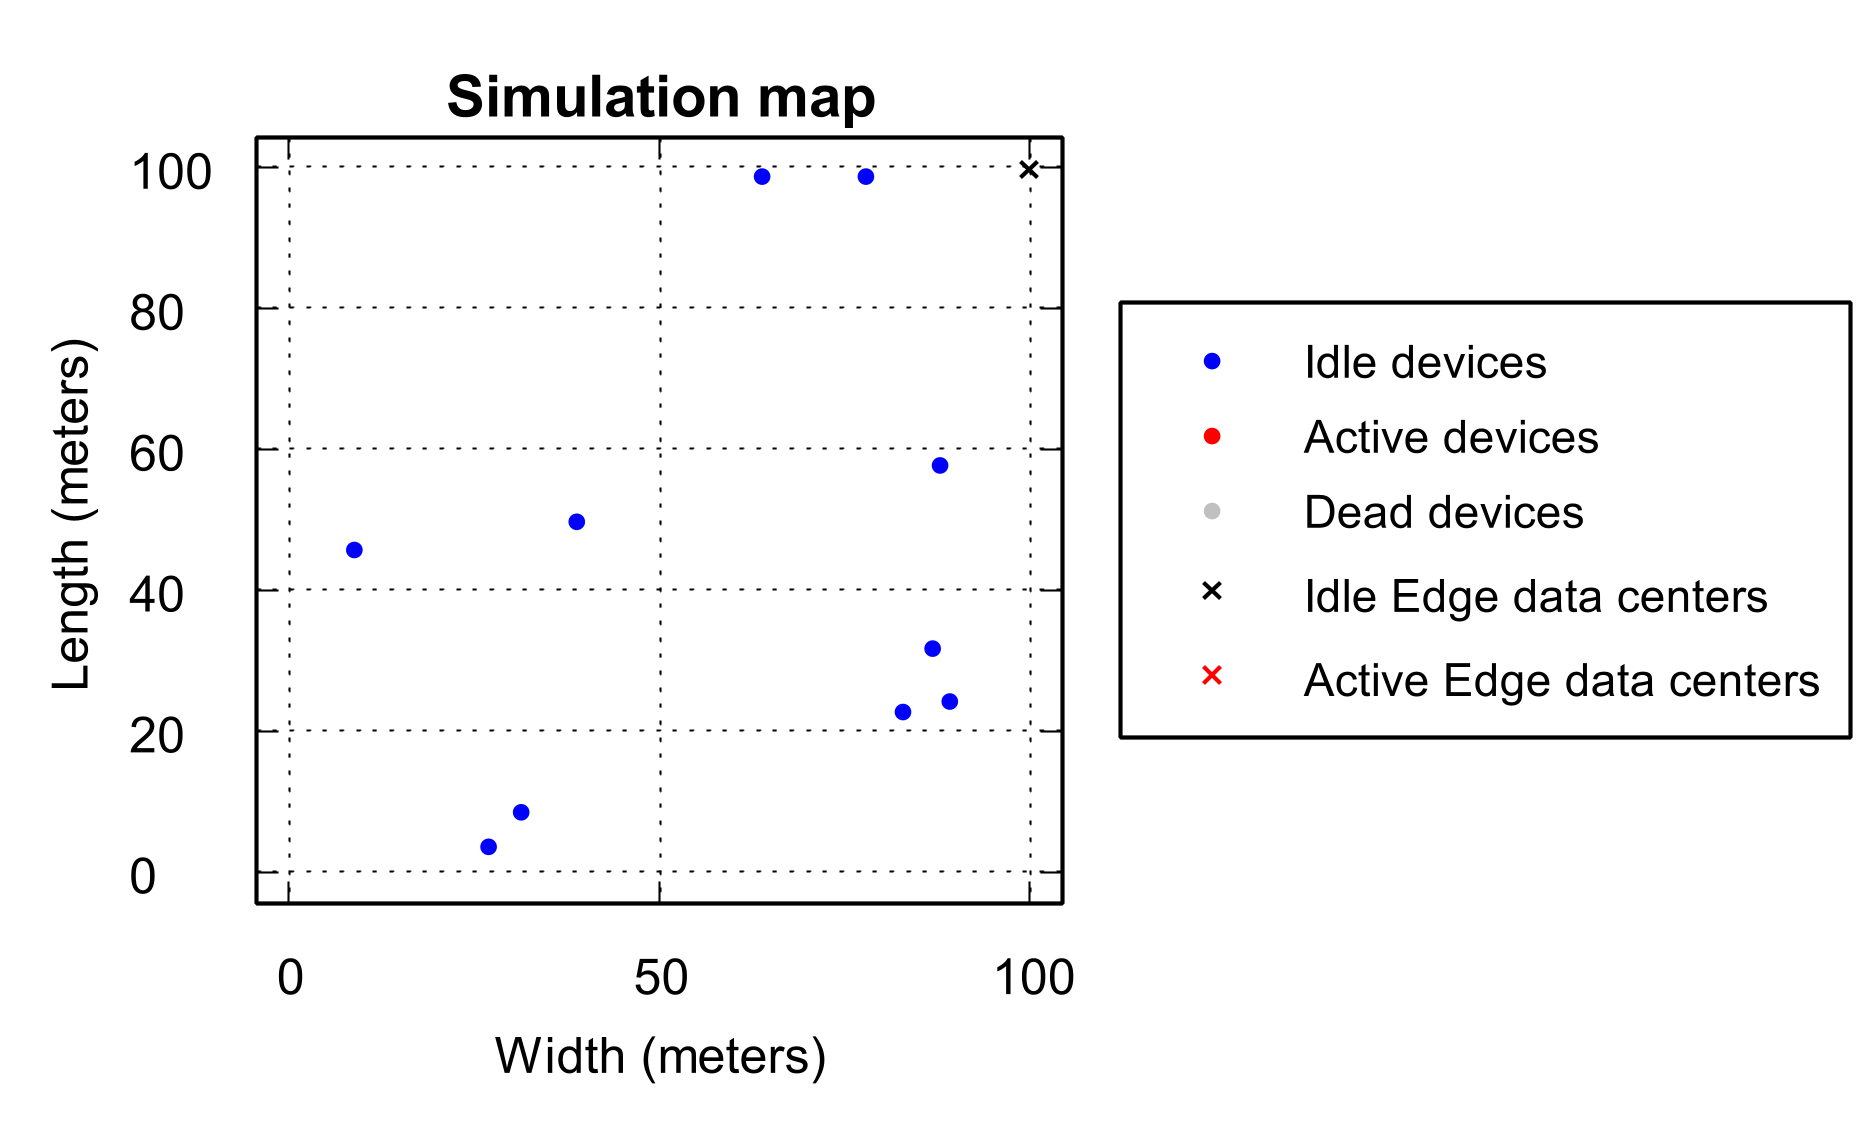 Simulation map
100
80
60
40
20
0
Length (meters)
0 50 100
Width (meters)
Idle devices
Active devices
Dead devices
Idle Edge data centers
Active Edge data centers